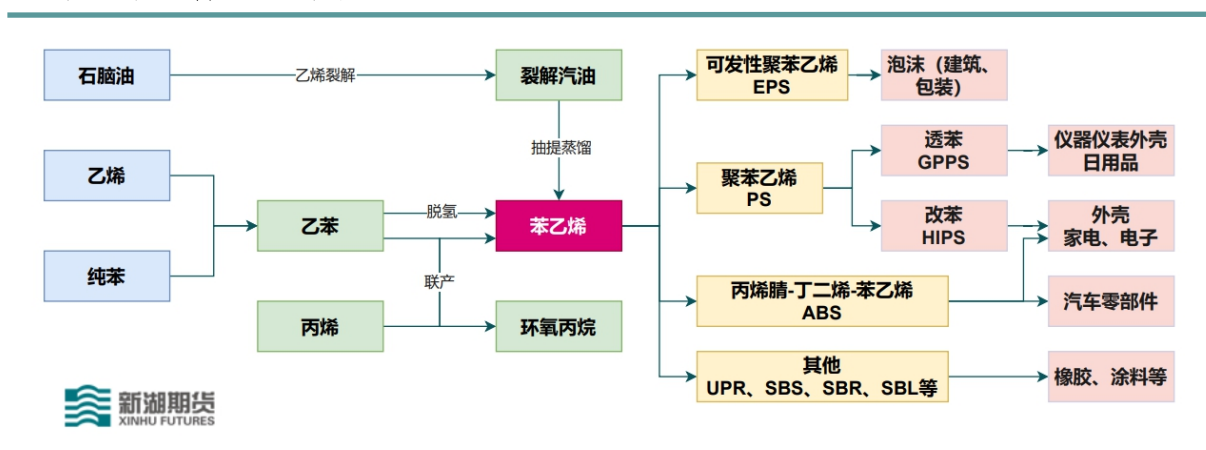 石脑油
乙烯裂解
裂解汽油
抽提蒸馏
乙烯
纯苯
乙苯
脱氢
苯乙烯
联产
丙烯
环氧丙烷
可发性聚苯乙烯
EPS
泡沫（建筑、
包装）
聚苯乙烯
PS
透苯
GPPS
仪器仪表外壳
日用品
改苯
HIPS
外壳
家电、电子
丙烯腈-丁二烯-苯乙烯
ABS
汽车零部件
其他
UPR、SBS、SBR、SBL等
橡胶、涂料等
新湖期货
XINHU FUTURES